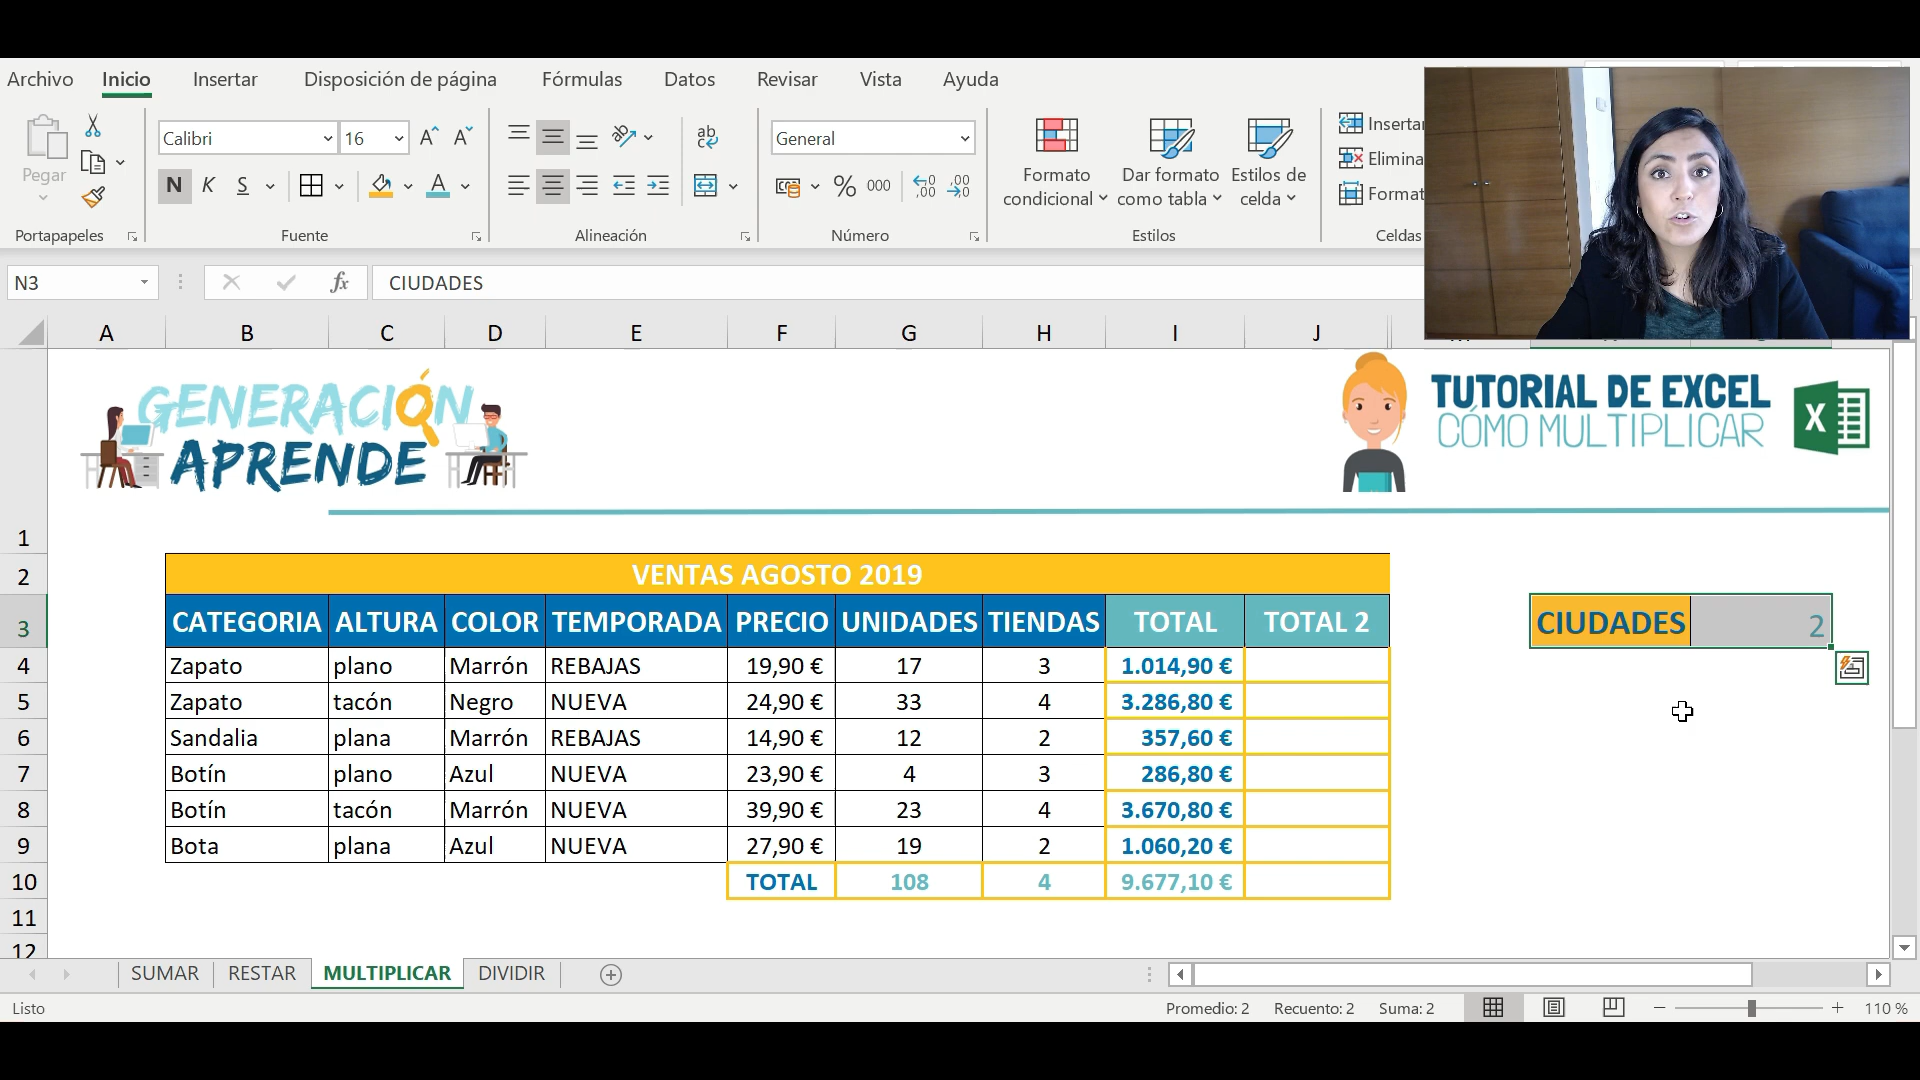 Archivo Inicio Insertar Disposición de página Fórmulas Datos Revisar Vista Ayuda
Calibri 16 General
Pegar
N K S
% 000
Formato condicional
Dar formato como tabla
Estilos de celda
Insertar
Elimina
Format
Portapapeles Fuente Alineación Número Estilos Celdas
N3 fx CIUDADES
A B C D E F G H I J
GENERACIÓN
APRENDE
TUTORIAL DE EXCEL
CÓMO MULTIPLICAR
1
2 VENTAS AGOSTO 2019
3 CATEGORIA ALTURA COLOR TEMPORADA PRECIO UNIDADES TIENDAS TOTAL TOTAL 2 CIUDADES 2
4 Zapato plano Marrón REBAJAS 19,90 € 17 3 1.014,90 €
5 Zapato tacón Negro NUEVA 24,90 € 33 4 3.286,80 €
6 Sandalia plana Marrón REBAJAS 14,90 € 12 2 357,60 €
7 Botín plano Azul NUEVA 23,90 € 4 3 286,80 €
8 Botín tacón Marrón NUEVA 39,90 € 23 4 3.670,80 €
9 Bota plana Azul NUEVA 27,90 € 19 2 1.060,20 €
10 TOTAL 108 4 9.677,10 €
11
12
SUMAR RESTAR MULTIPLICAR DIVIDIR
Listo Promedio: 2 Recuento: 2 Suma: 2 110 %